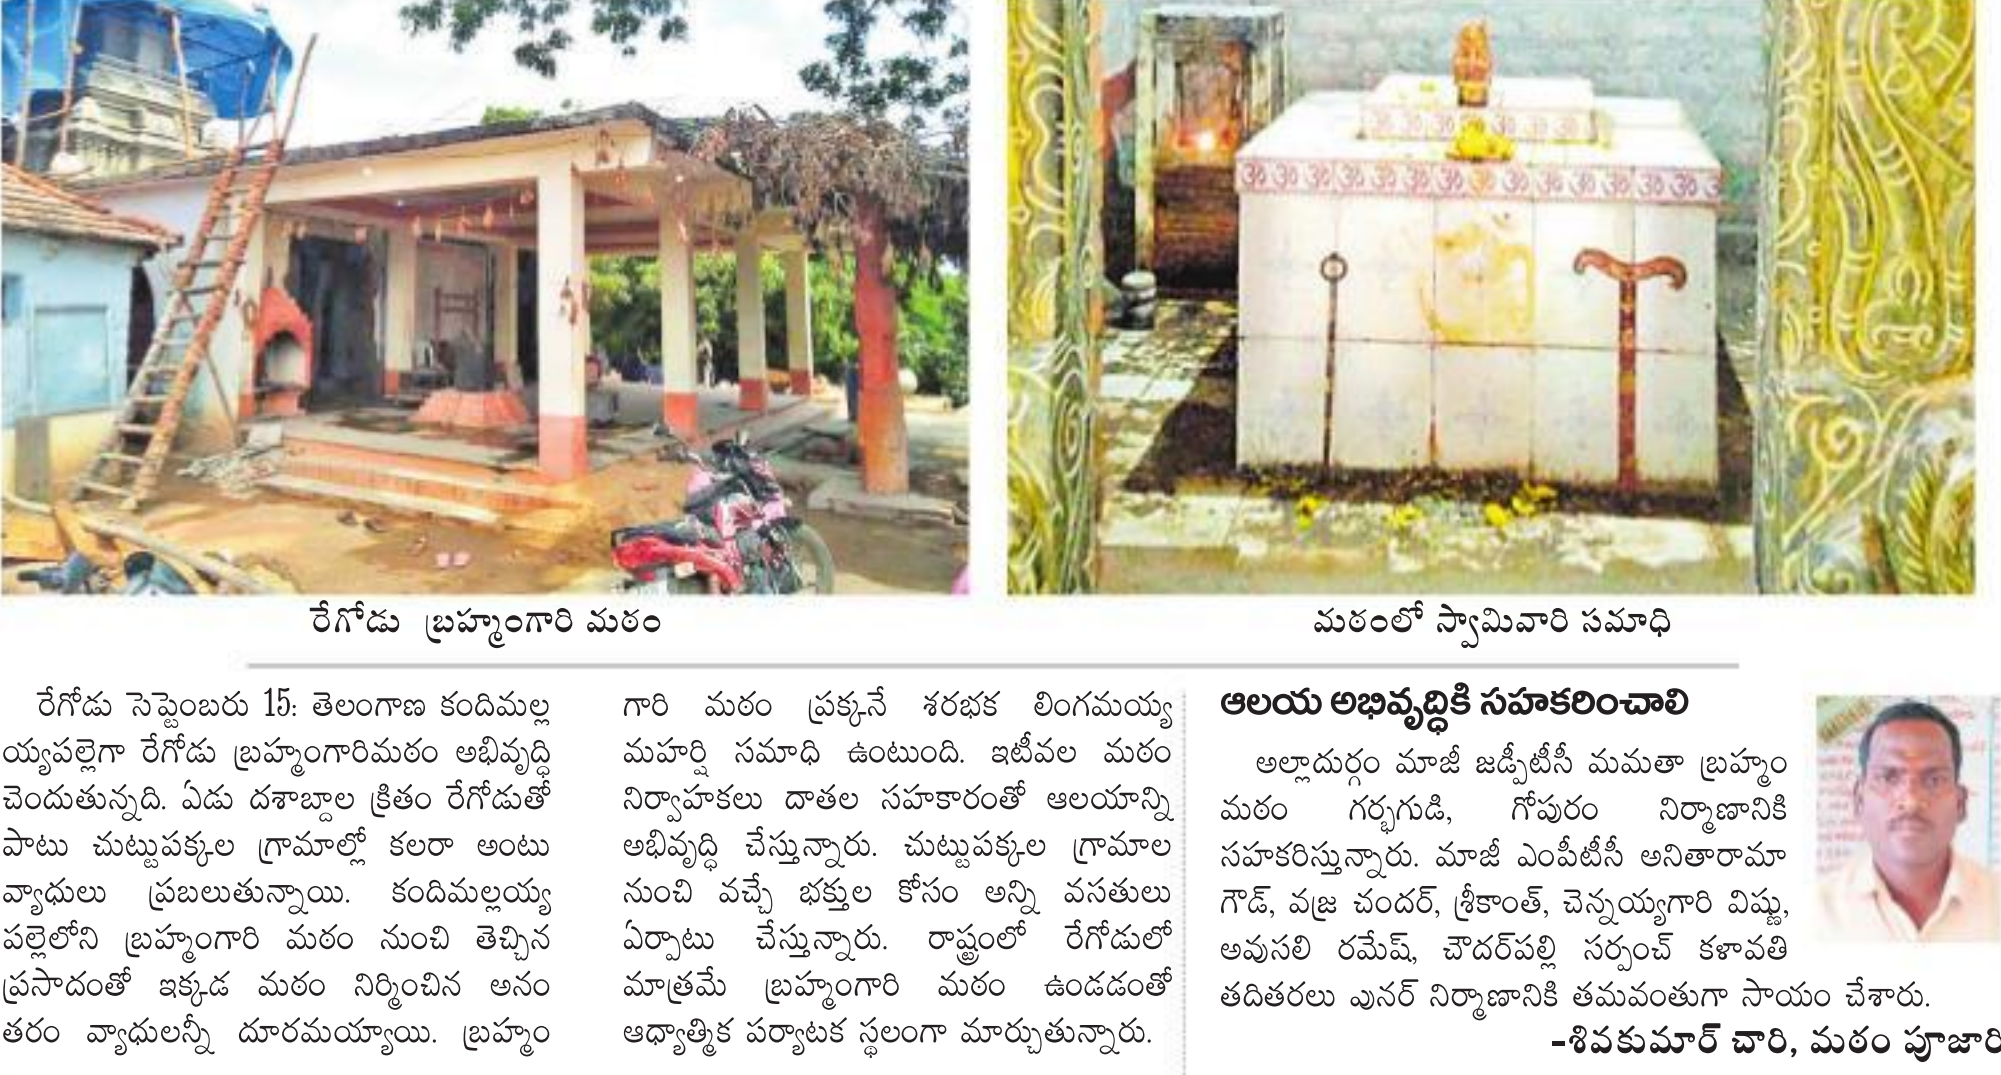 రేగోడు బ్రహ్మంగారి మఠం
మఠంలో స్వామివారి సమాధి
రేగోడు సెప్టెంబరు 15: తెలంగాణ కందిమల్ల
య్యపల్లెగా రేగోడు బ్రహ్మంగారిమఠం అభివృద్ధి
చెందుతున్నది. ఏడు దశాబ్దాల క్రితం రేగోడుతో
పాటు చుట్టుపక్కల గ్రామాల్లో కలరా అంటు
వ్యాధులు ప్రబలుతున్నాయి. కందిమల్లయ్య
పల్లెలోని బ్రహ్మంగారి మఠం నుంచి తెచ్చిన
ప్రసాదంతో ఇక్కడ మఠం నిర్మించిన అనం
తరం వ్యాధులన్నీ దూరమయ్యాయి. బ్రహ్మం
గారి మఠం ప్రక్కనే శరభక లింగమయ్య
మహర్షి సమాధి ఉంటుంది. ఇటీవల మఠం
నిర్వాహకలు దాతల సహకారంతో ఆలయాన్ని
అభివృద్ధి చేస్తున్నారు. చుట్టుపక్కల గ్రామాల
నుంచి వచ్చే భక్తుల కోసం అన్ని వసతులు
ఏర్పాటు చేస్తున్నారు. రాష్ట్రంలో రేగోడులో
మాత్రమే బ్రహ్మంగారి మఠం ఉండడంతో
ఆధ్యాత్మిక పర్యాటక స్థలంగా మార్చుతున్నారు.
ఆలయ అభివృద్ధికి సహకరించాలి
అల్లాదుర్గం మాజీ జడ్పీటీసీ మమతా బ్రహ్మం
మఠం గర్భగుడి, గోపురం నిర్మాణానికి
సహకరిస్తున్నారు. మాజీ ఎంపీటీసీ అనితారామా
గౌడ్, వజ్ర చందర్, శ్రీకాంత్, చెన్నయ్యగారి విష్ణు,
అవుసలి రమేష్, చౌదర్‌పల్లి సర్పంచ్ కళావతి
తదితరలు పునర్ నిర్మాణానికి తమవంతుగా సాయం చేశారు.
-శివకుమార్ చారి, మఠం పూజారి